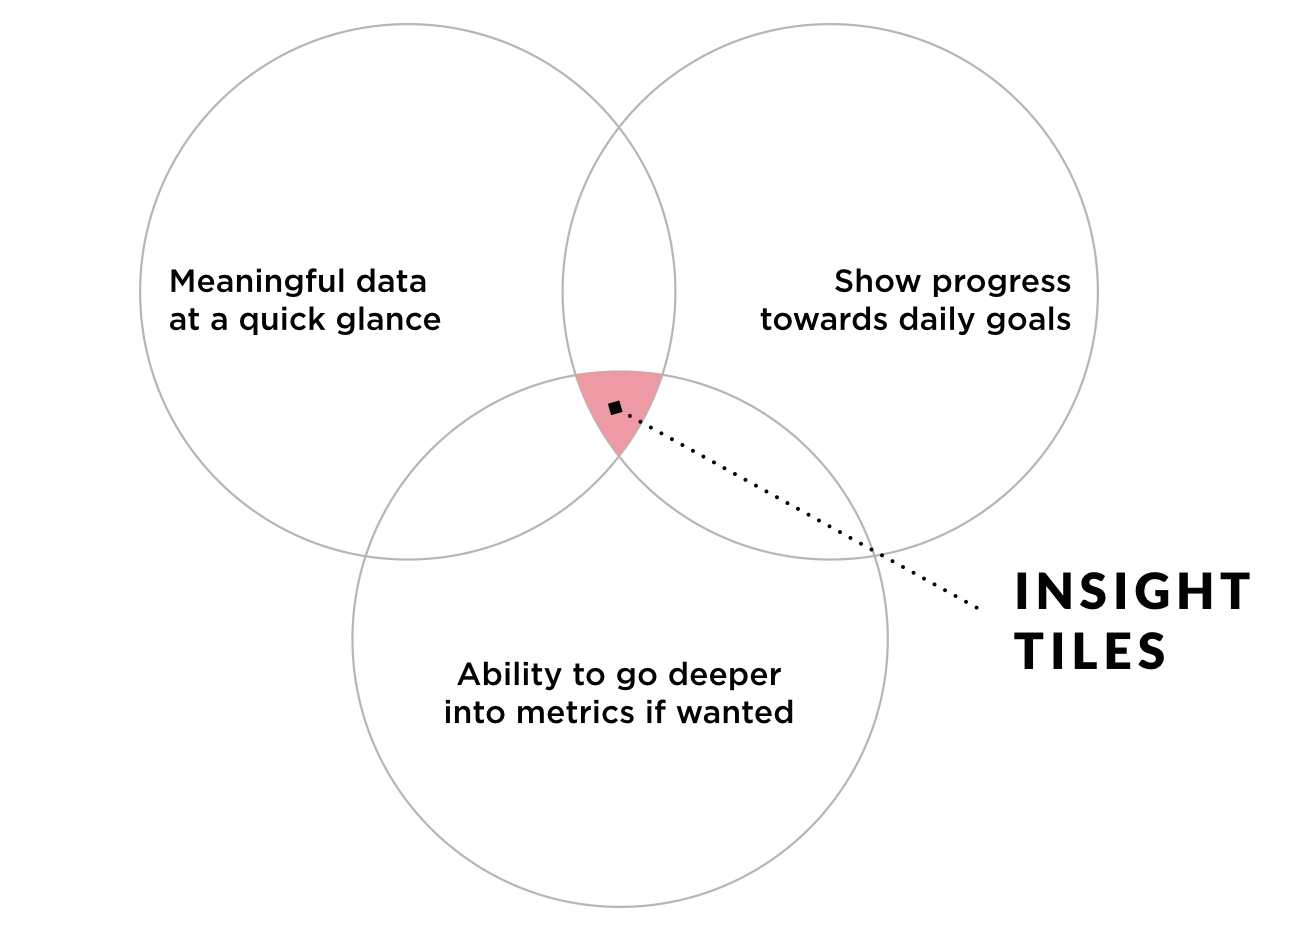 Meaningful data
at a quick glance
Show progress
towards daily goals
Ability to go deeper
into metrics if wanted
INSIGHT
TILES